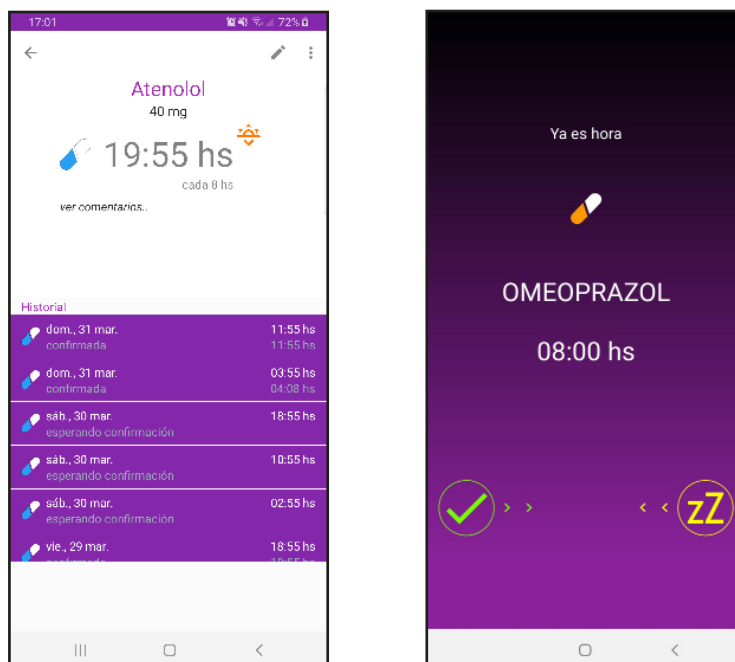 17:01 72%
Atenolol
40 mg
19:55 hs
cada 8 hs
ver comentarios..
Historial
dom., 31 mar. 11:55 hs
confirmada 11:55 hs
dom., 31 mar. 03:55 hs
confirmada 04:08 hs
sáb., 30 mar. 18:55 hs
esperando confirmación
sáb., 30 mar. 10:55 hs
esperando confirmación
sáb., 30 mar. 02:55 hs
esperando confirmación
vie., 29 mar. 18:55 hs
Ya es hora
OMEOPRAZOL
08:00 hs
zZ